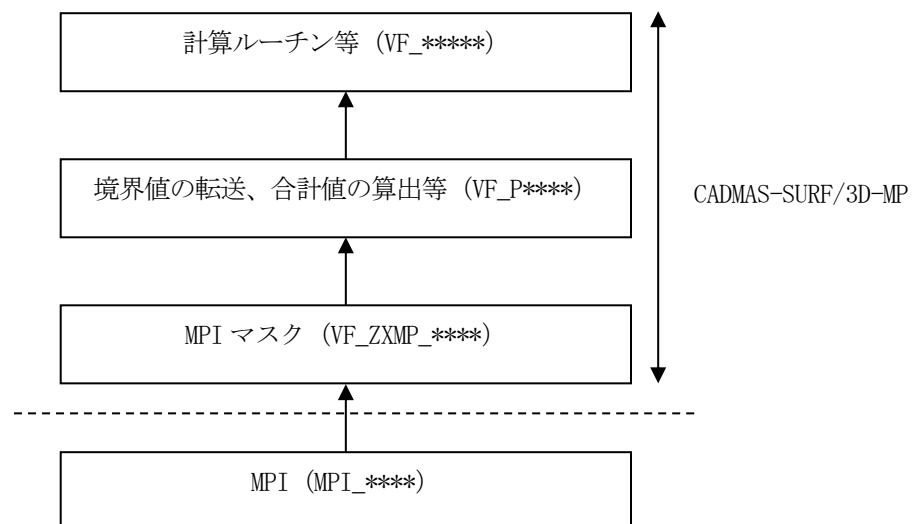 計算ルーチン等 (VF_*****)
境界値の転送、合計値の算出等 (VF_P****)
CADMAS-SURF/3D-MP
MPI マスク (VF_ZXMP_****)
MPI (MPI_****)